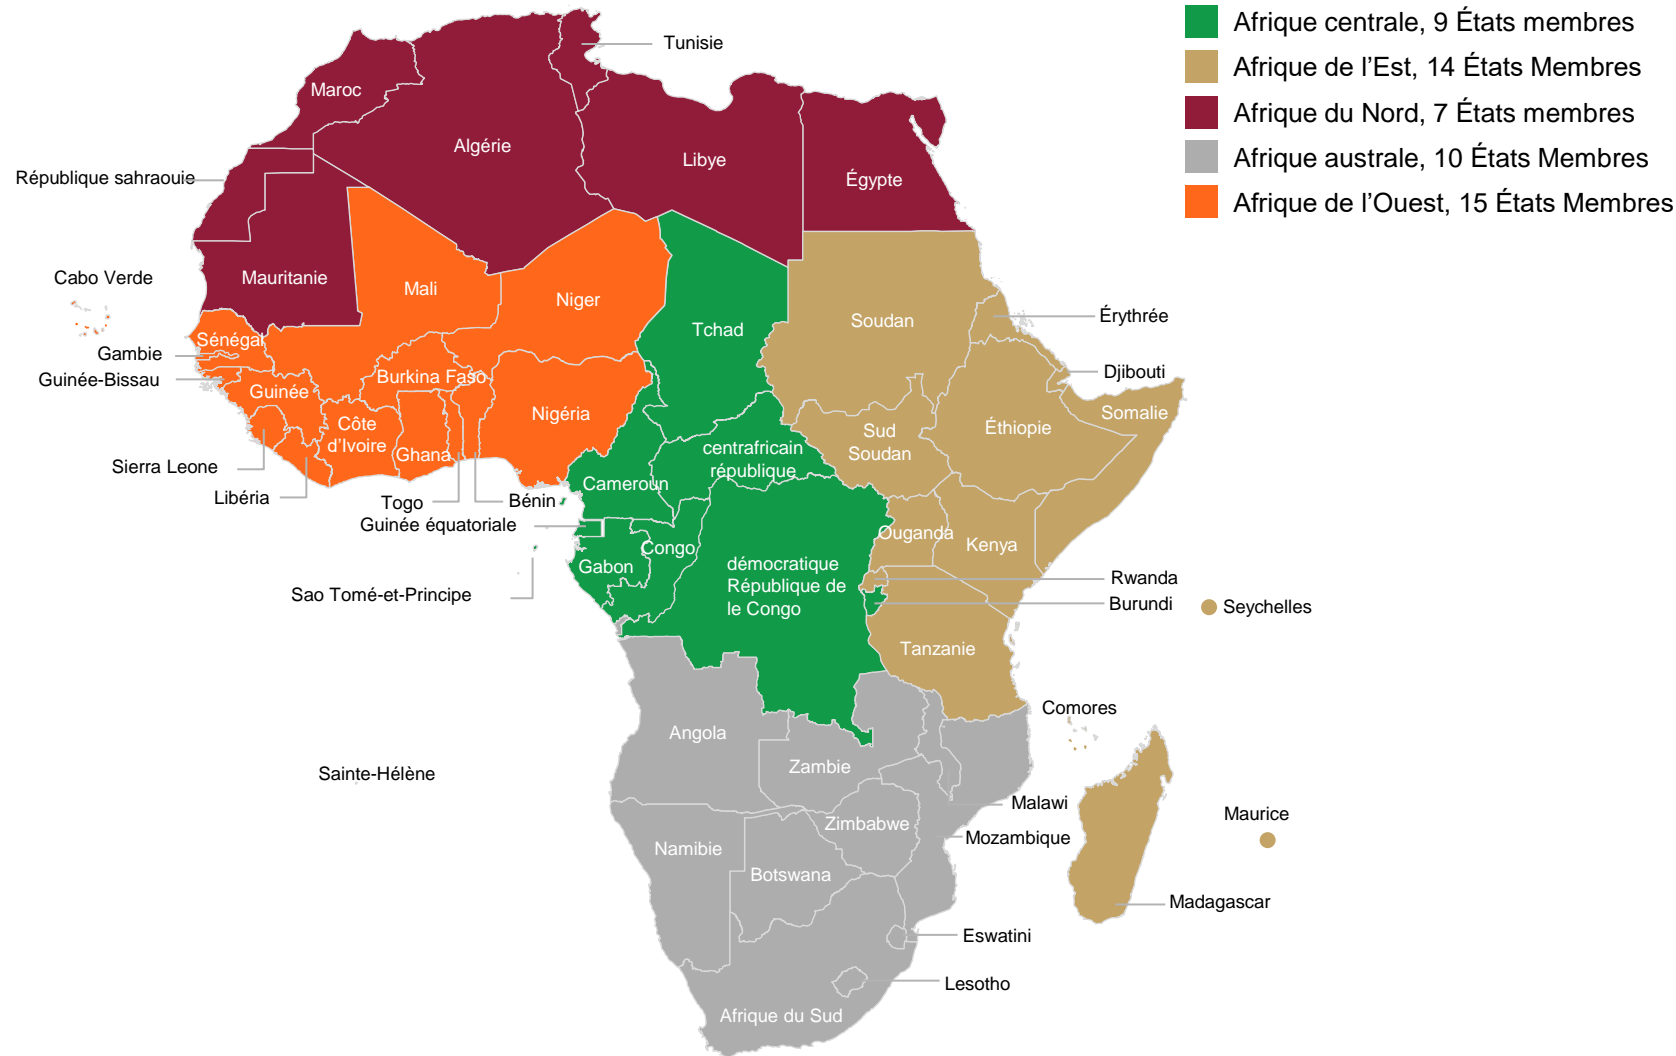 Afrique centrale, 9 États membres
Afrique de l’Est, 14 États Membres
Afrique du Nord, 7 États membres
Afrique australe, 10 États Membres
Afrique de l’Ouest, 15 États Membres
Tunisie
Maroc
Algérie
Libye
Égypte
République sahraouie
Mauritanie
Cabo Verde
Mali
Niger
Tchad
Soudan
Érythrée
Sénégal
Gambie
Guinée-Bissau
Burkina Faso
Guinée
Nigéria
Djibouti
Somalie
Côte
d’Ivoire
Ghana
Sud
Soudan
Éthiopie
centrafricain
république
Sierra Leone
Libéria
Togo
Bénin
Cameroun
Guinée équatoriale
Ouganda
Kenya
Congo
Gabon
démocratique
République de
le Congo
Rwanda
Burundi
Seychelles
Sao Tomé-et-Principe
Tanzanie
Comores
Angola
Zambie
Sainte-Hélène
Malawi
Mozambique
Maurice
Zimbabwe
Namibie
Botswana
Madagascar
Eswatini
Lesotho
Afrique du Sud